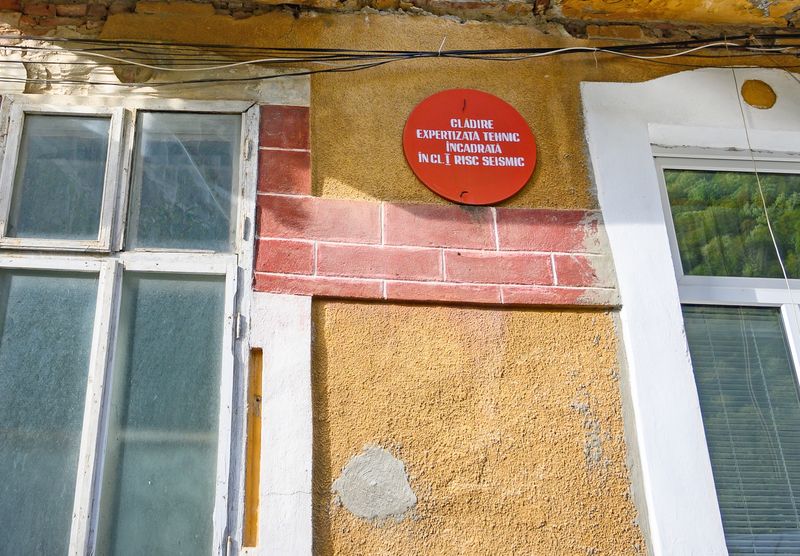 CLĂDIRE
EXPERTIZATĂ TEHNIC
ÎNCADRATĂ
ÎN CL.I RISC SEISMIC